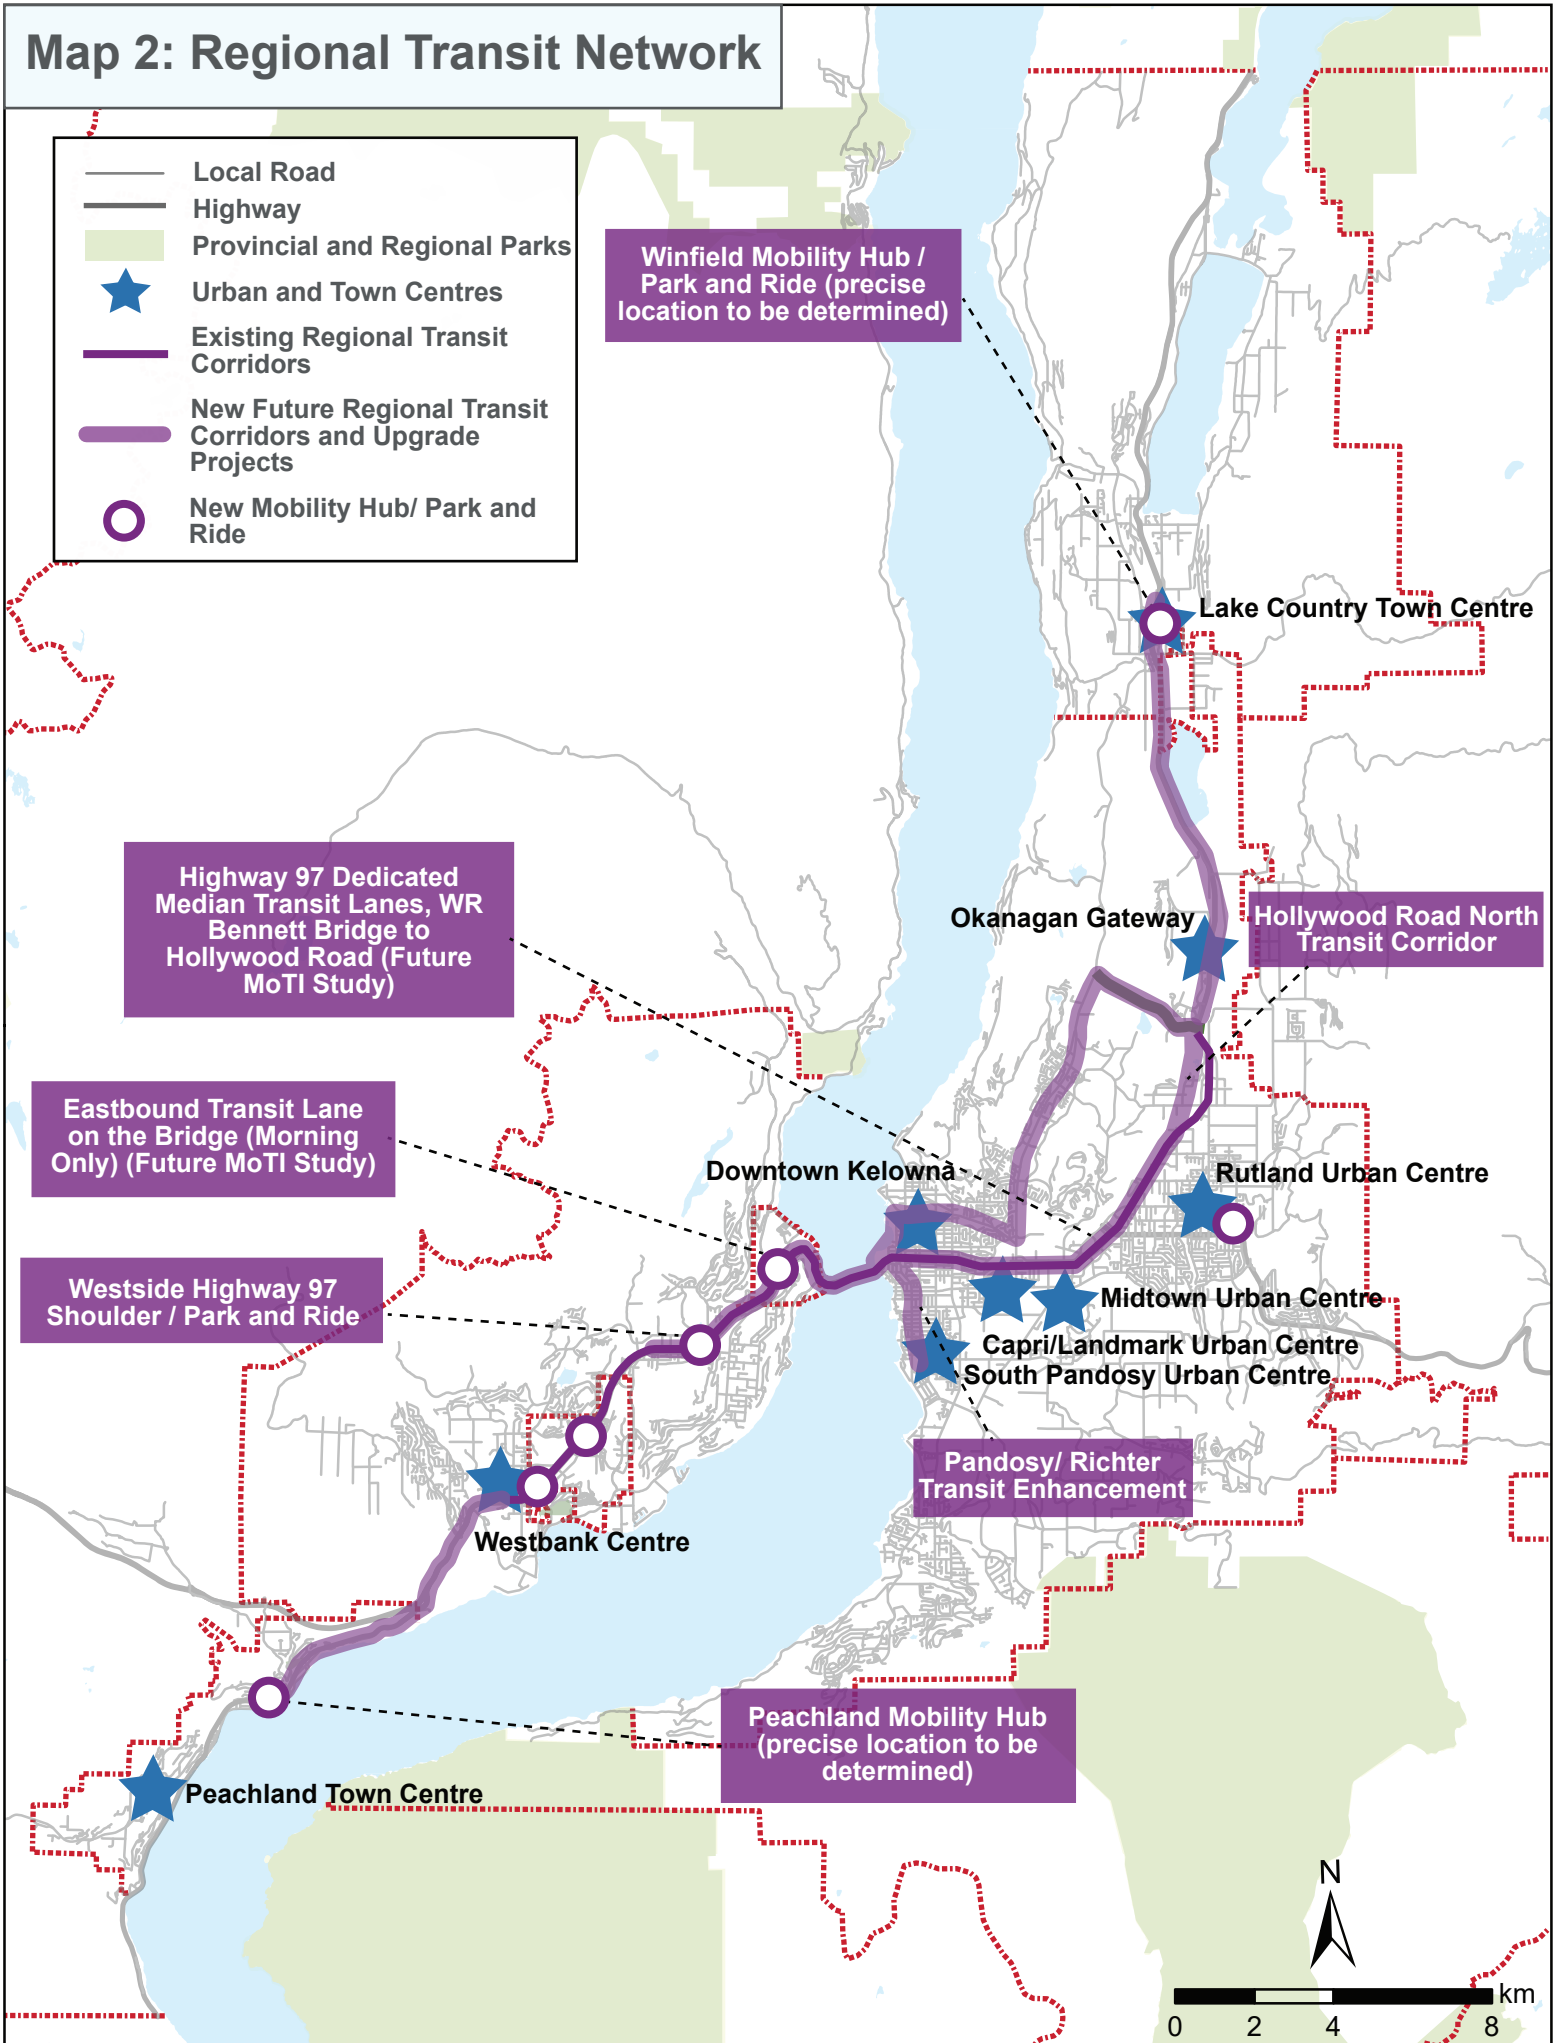 Map 2: Regional Transit Network
Local Road
Highway
Provincial and Regional Parks
Urban and Town Centres
Existing Regional Transit
Corridors
New Future Regional Transit
Corridors and Upgrade
Projects
New Mobility Hub/ Park and
Ride
Winfield Mobility Hub /
Park and Ride (precise
location to be determined)
Lake Country Town Centre
Highway 97 Dedicated
Median Transit Lanes, WR
Bennett Bridge to
Hollywood Road (Future
MoTI Study)
Okanagan Gateway
Hollywood Road North
Transit Corridor
Eastbound Transit Lane
on the Bridge (Morning
Only) (Future MoTI Study)
Downtown Kelowna
Rutland Urban Centre
Westside Highway 97
Shoulder / Park and Ride
Midtown Urban Centre
Capri/Landmark Urban Centre
South Pandosy Urban Centre
Pandosy/ Richter
Transit Enhancement
Westbank Centre
Peachland Mobility Hub
(precise location to be
determined)
Peachland Town Centre
N
km
0 2 4 8